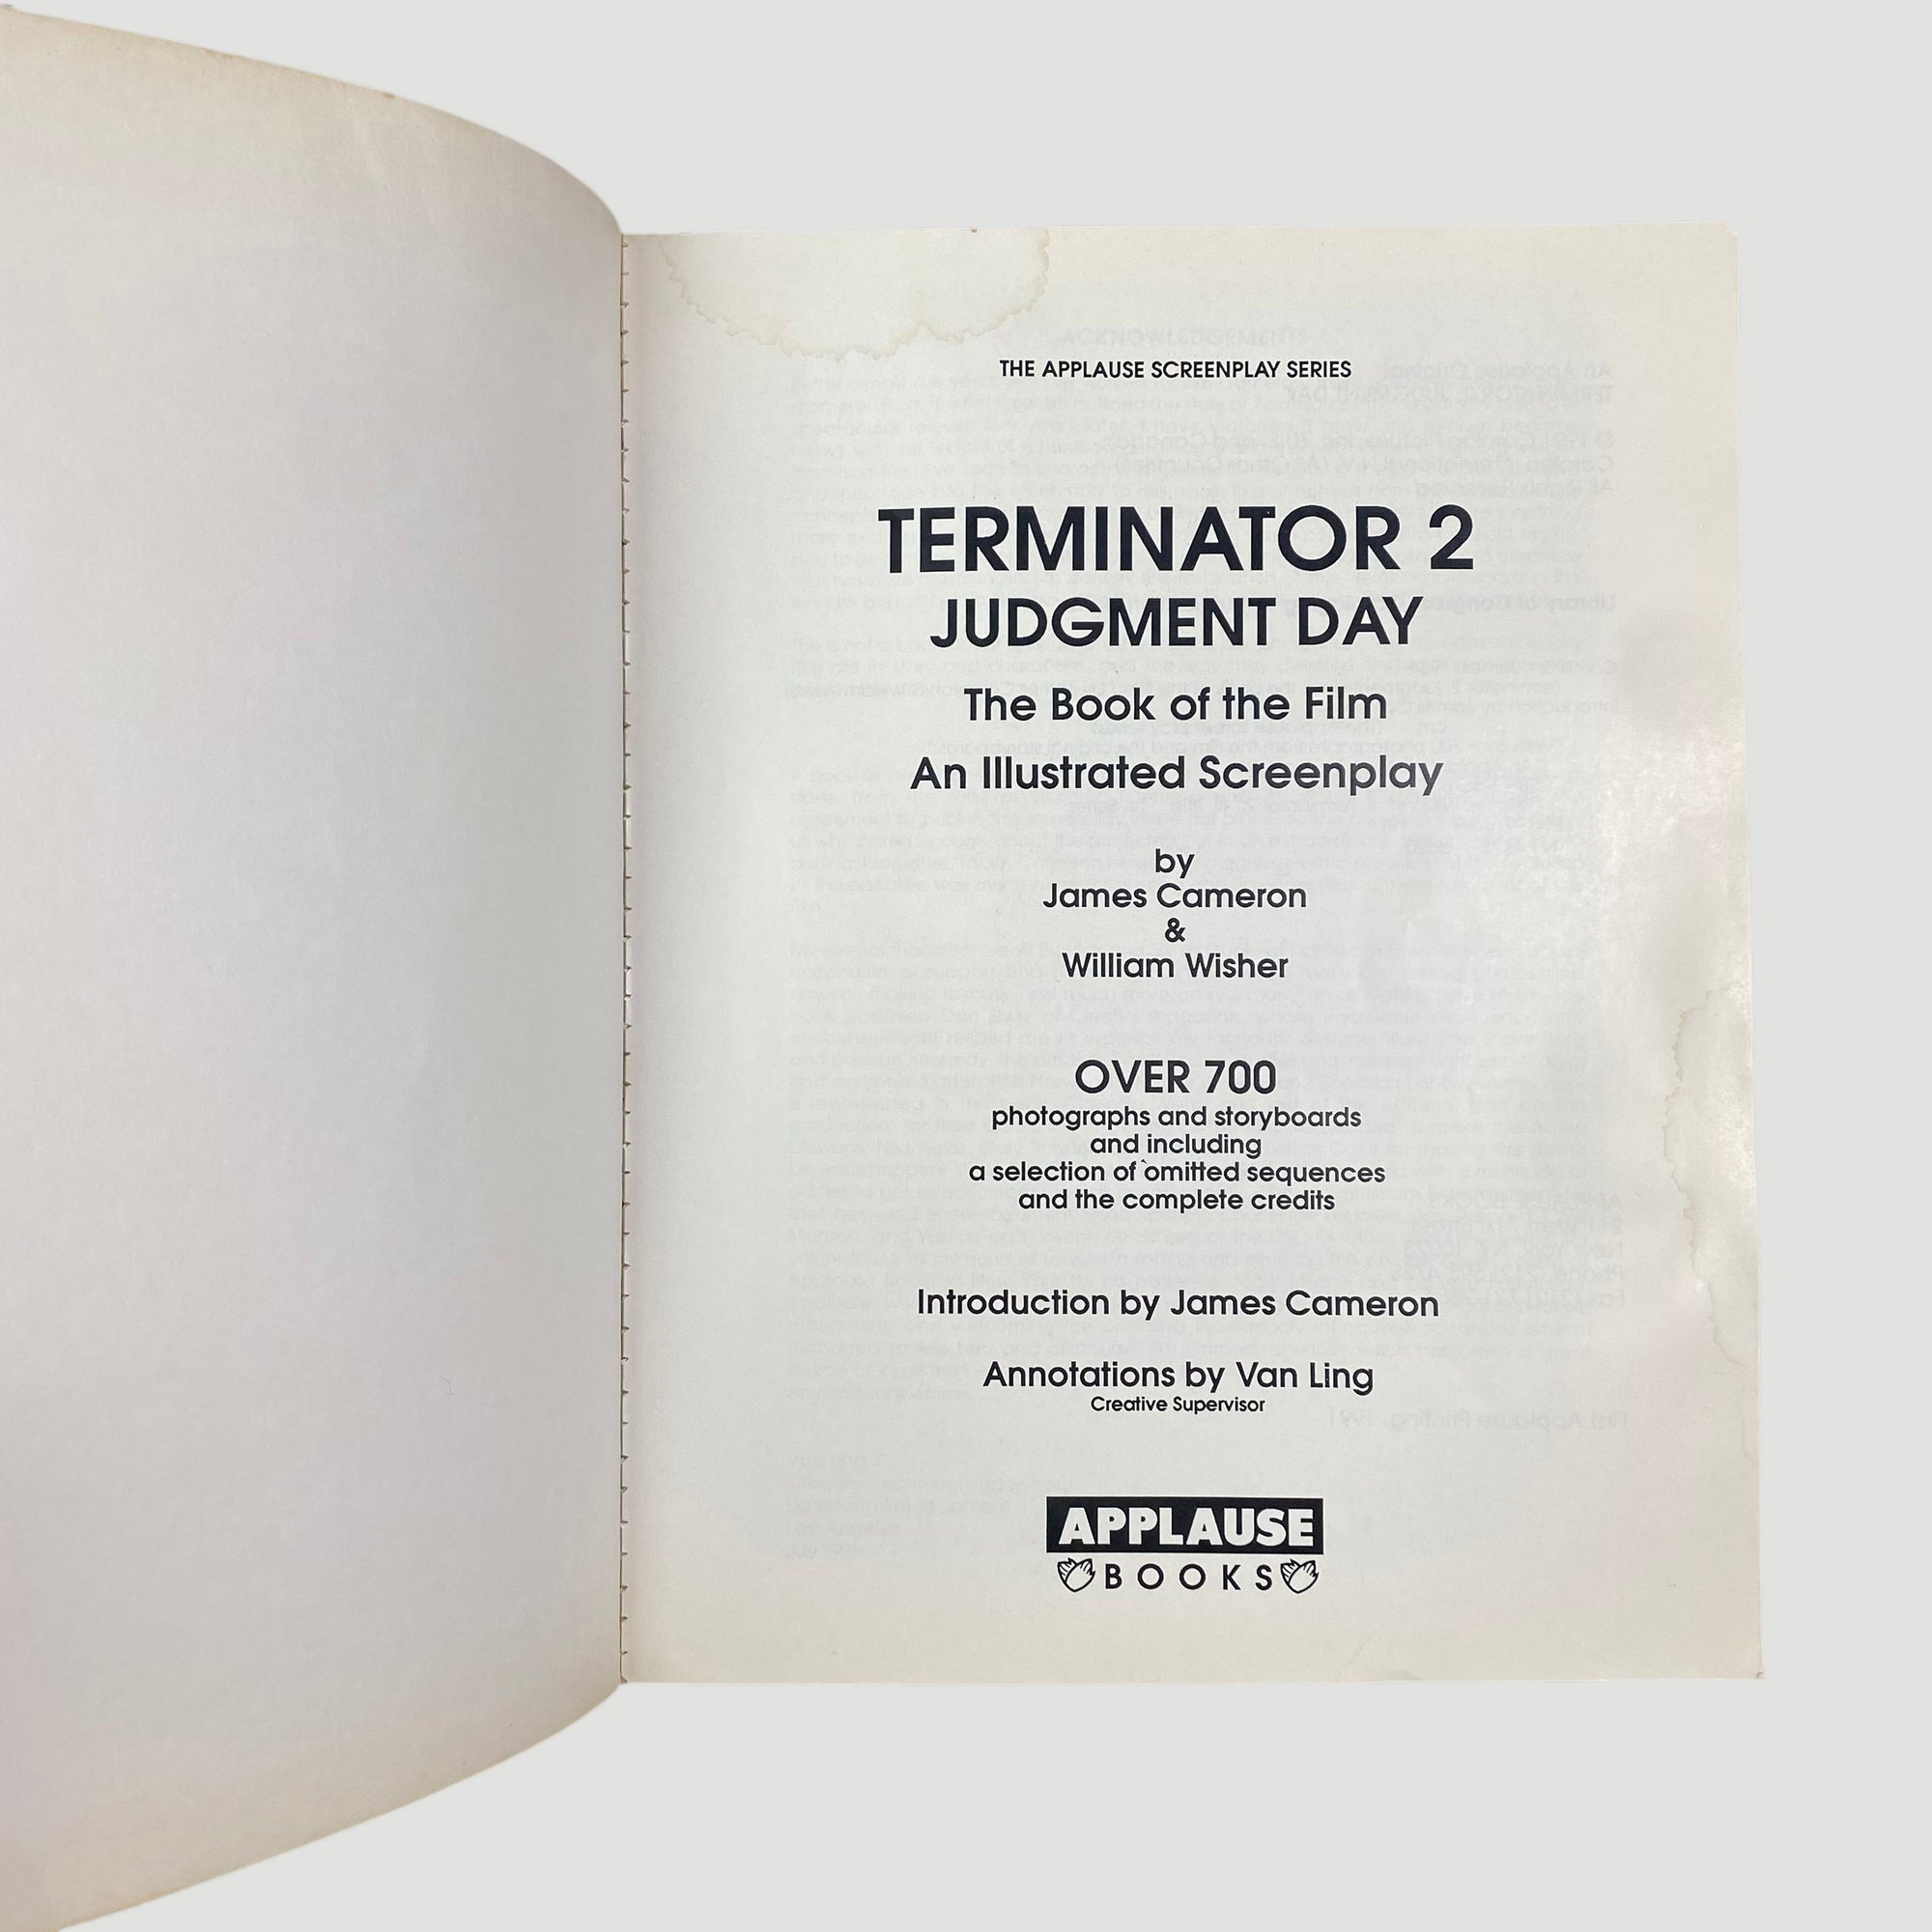 THE APPLAUSE SCREENPLAY SERIES
TERMINATOR 2
JUDGMENT DAY
The Book of the Film
An Illustrated Screenplay
by
James Cameron
&
William Wisher
OVER 700
photographs and storyboards
and including
a selection of omitted sequences
and the complete credits
Introduction by James Cameron
Annotations by Van Ling
Creative Supervisor
APPLAUSE
BOOKS